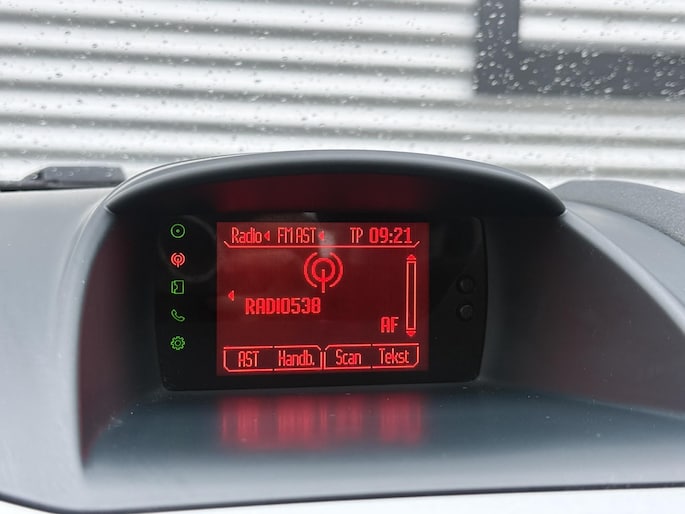 Radio FM AST TP 09:21
RADIO538
AF
AST Handb. Scan Tekst